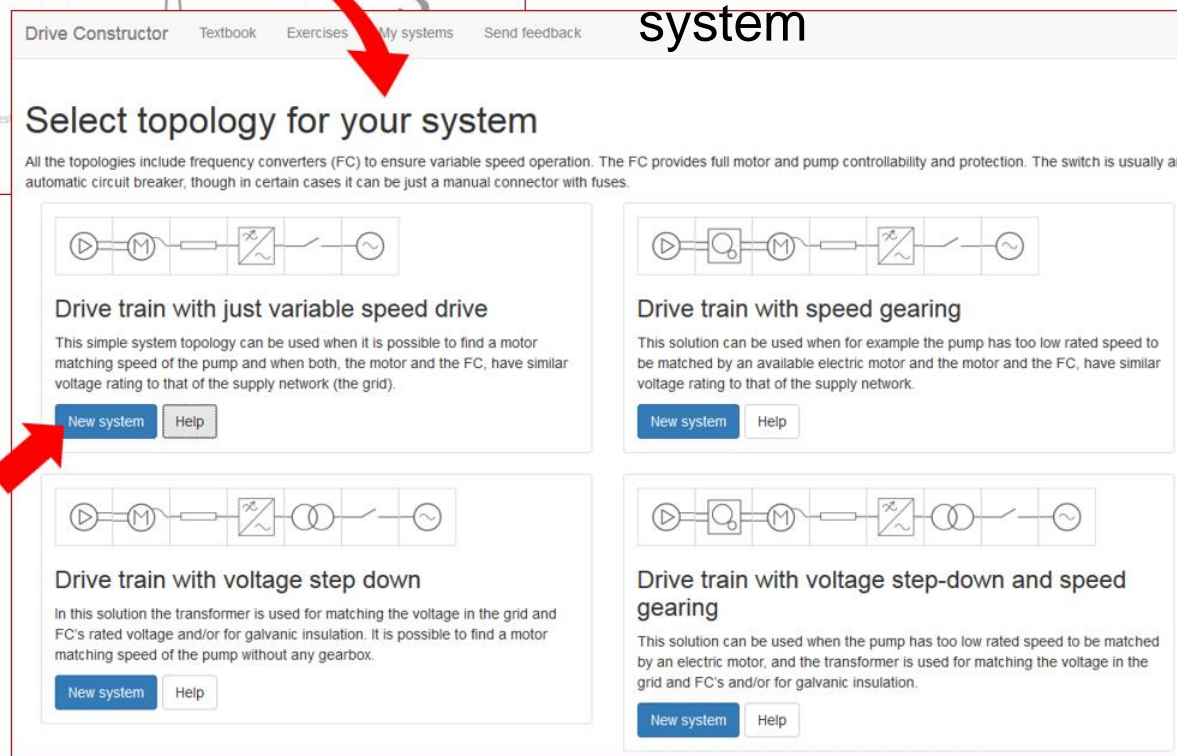 system
Drive Constructor Textbook Exercises My systems Send feedback
Select topology for your system
All the topologies include frequency converters (FC) to ensure variable speed operation. The FC provides full motor and pump controllability and protection. The switch is usually
automatic circuit breaker, though in certain cases it can be just a manual connector with fuses.
M
Drive train with just variable speed drive
This simple system topology can be used when it is possible to find a motor
matching speed of the pump and when both, the motor and the FC, have similar
voltage rating to that of the supply network (the grid).
New system Help
M
Drive train with speed gearing
This solution can be used when for example the pump has too low rated speed to
be matched by an available electric motor and the motor and the FC, have similar
voltage rating to that of the supply network.
New system Help
M
Drive train with voltage step down
In this solution the transformer is used for matching the voltage in the grid and
FC's rated voltage and/or for galvanic insulation. It is possible to find a motor
matching speed of the pump without any gearbox.
New system Help
M
Drive train with voltage step-down and speed
gearing
This solution can be used when the pump has too low rated speed to be matched
by an electric motor, and the transformer is used for matching the voltage in the
grid and FC's and/or for galvanic insulation.
New system Help